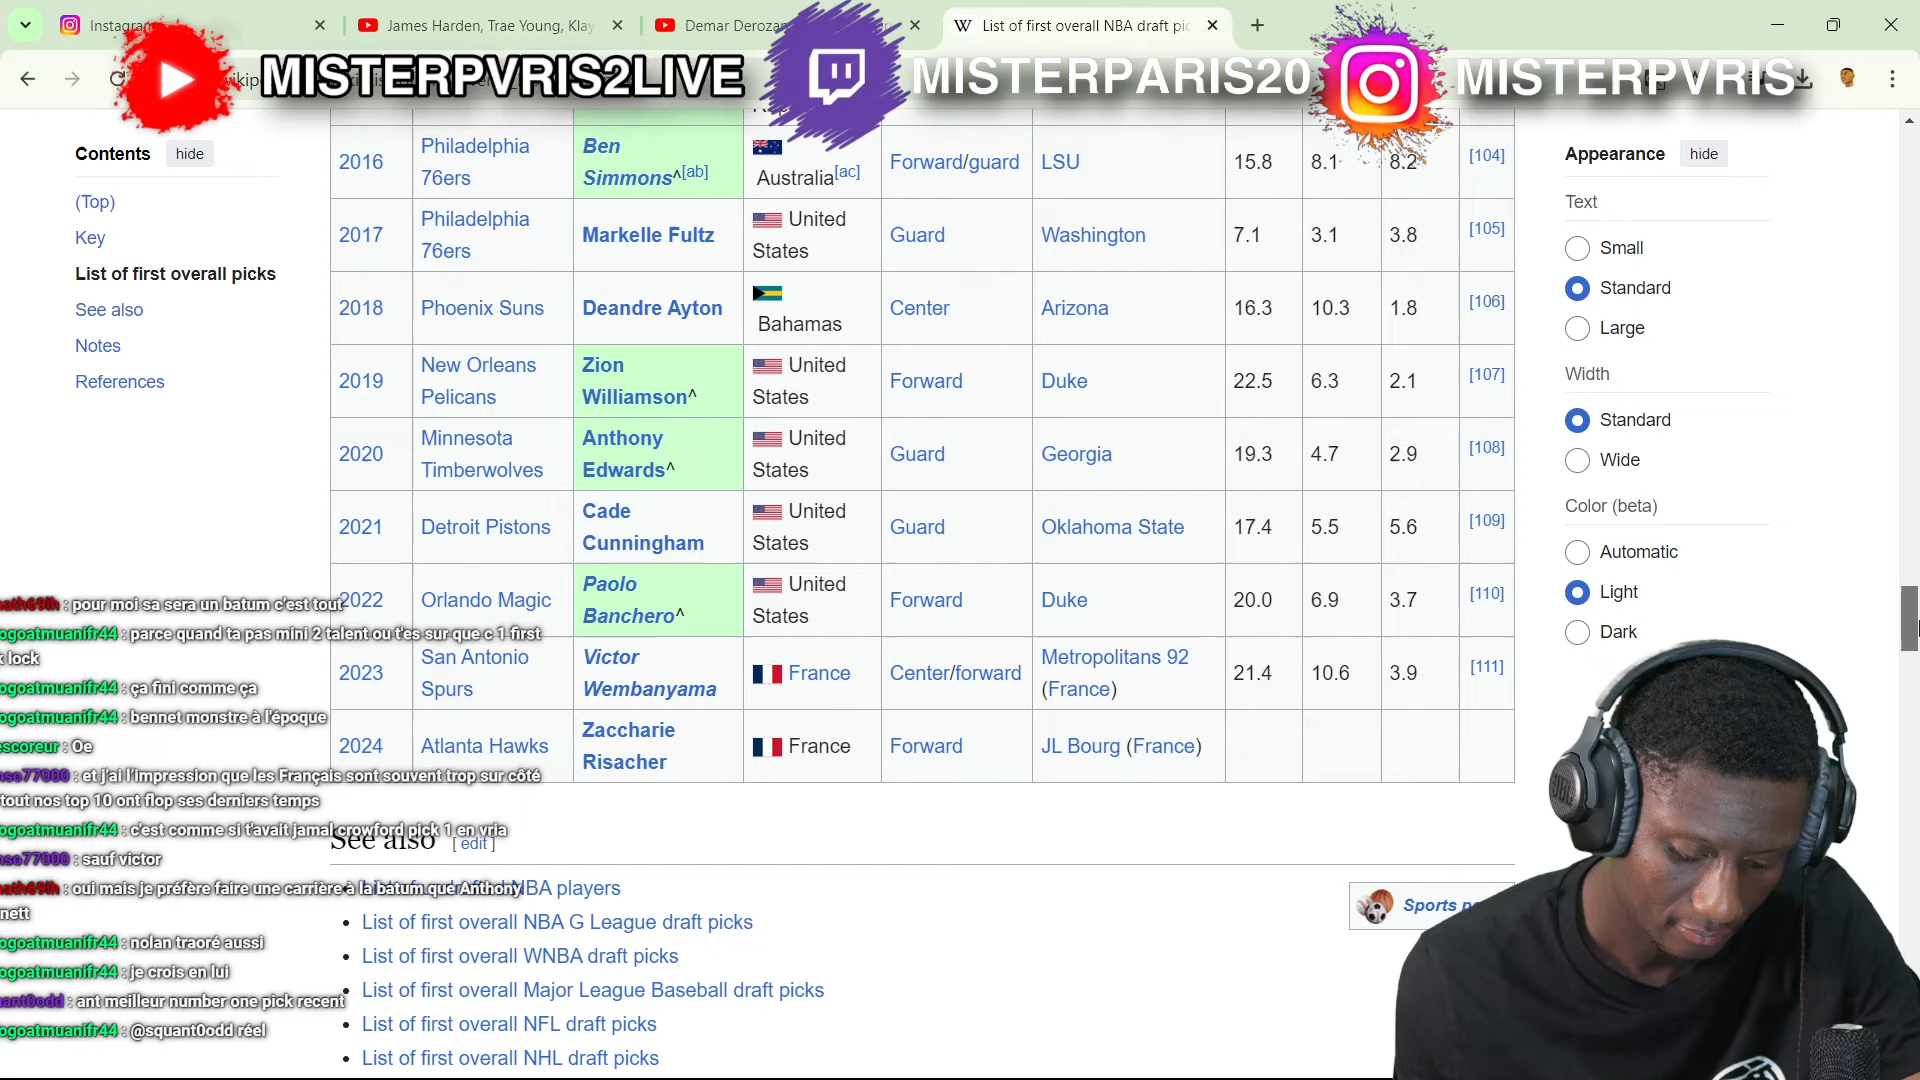 Instagram
James Harden, Trae Young, Klay
Demar Derozan
List of first overall NBA draft pic
MISTERPVRIS2LIVE
MISTERPARIS20
MISTERPVRIS
Contents hide
(Top)
Key
List of first overall picks
See also
Notes
References
2016 Philadelphia 76ers Ben Simmons^[ab] Australia[ac] Forward/guard LSU 15.8 8.1 8.2 [104]
2017 Philadelphia 76ers Markelle Fultz United States Guard Washington 7.1 3.1 3.8 [105]
2018 Phoenix Suns Deandre Ayton Bahamas Center Arizona 16.3 10.3 1.8 [106]
2019 New Orleans Pelicans Zion Williamson^ United States Forward Duke 22.5 6.3 2.1 [107]
2020 Minnesota Timberwolves Anthony Edwards^ United States Guard Georgia 19.3 4.7 2.9 [108]
2021 Detroit Pistons Cade Cunningham United States Guard Oklahoma State 17.4 5.5 5.6 [109]
2022 Orlando Magic Paolo Banchero^ United States Forward Duke 20.0 6.9 3.7 [110]
2023 San Antonio Spurs Victor Wembanyama France Center/forward Metropolitans 92 (France) 21.4 10.6 3.9 [111]
2024 Atlanta Hawks Zaccharie Risacher France Forward JL Bourg (France)
See also [ edit ]
NBA players
List of first overall NBA G League draft picks
List of first overall WNBA draft picks
List of first overall Major League Baseball draft picks
List of first overall NFL draft picks
List of first overall NHL draft picks
Sports
Appearance hide
Text
Small
Standard
Large
Width
Standard
Wide
Color (beta)
Automatic
Light
Dark
JBL
: pour moi sa sera un batum c'est tout
ogoatmuanifr44 : parce quand ta pas mini 2 talent ou t'es sur que c 1 first
lock
ogoatmuanifr44 : ça fini comme ça
ogoatmuanifr44 : bennet monstre à l'époque
escoreur : Oe
nso77000 : et j'ai l'impression que les Français sont souvent trop sur côté
tout nos top 10 ont flop ses derniers temps
ogoatmuanifr44 : c'est comme si t'avait jamal crowford pick 1 en vria
nso77000 : sauf victor
: oui mais je préfère faire une carrière à la batum que Anthony
nett
ogoatmuanifr44 : nolan traoré aussi
ogoatmuanifr44 : je crois en lui
uant0odd : ant meilleur number one pick recent
ogoatmuanifr44 : @squant0odd réel